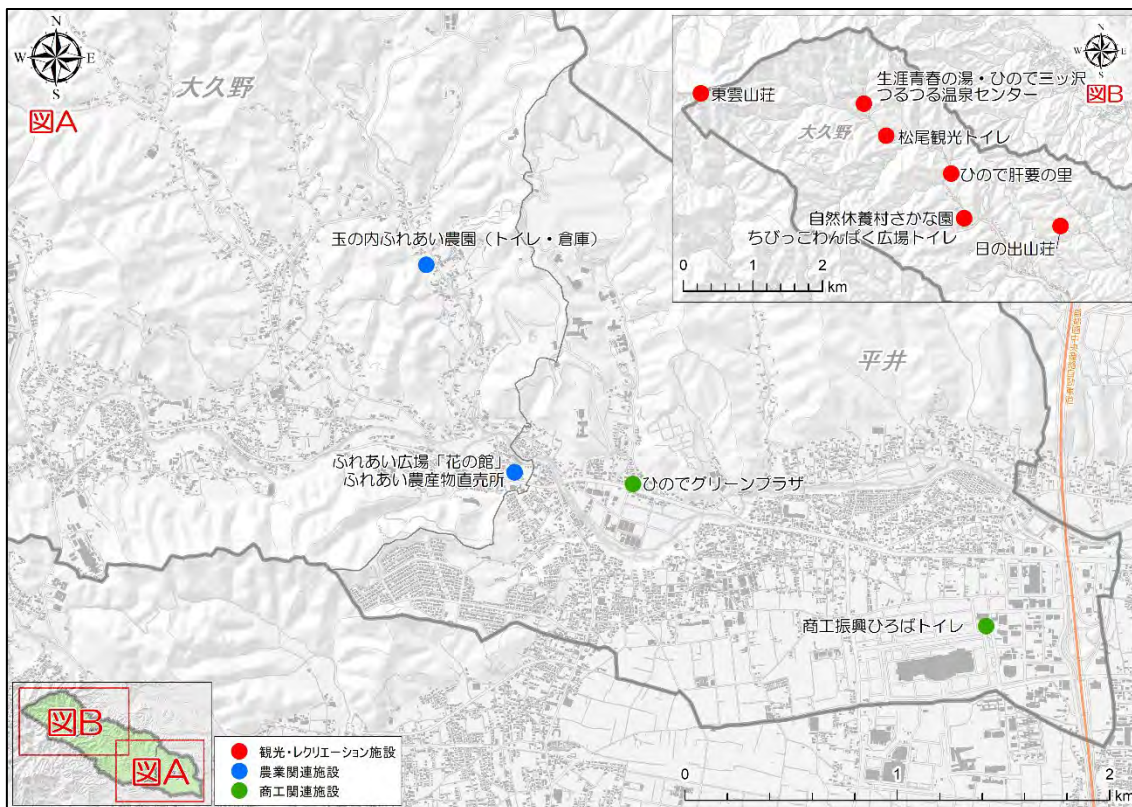 N
W E
S
大久野
図A
玉の内ふれあい農園（トイレ・倉庫）
平井
ふれあい広場「花の館」
ふれあい農産物直売所
ひのでグリーンプラザ
商工振興ひろばトイレ
N
W E
S
図B
東雲山荘
生涯青春の湯・ひので三ッ沢
つるつる温泉センター
大久野
松尾観光トイレ
ひので肝要の里
自然休養村さかな園
ちびっこわんぱく広場トイレ
日の出山荘
0 1 2
km
図B
図A
観光・レクリエーション施設
農業関連施設
商工関連施設
0 1 2
km